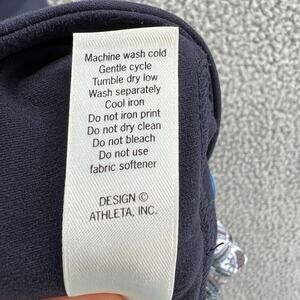 Machine wash cold
Gentle cycle
Tumble dry low
Wash separately
Cool iron
Do not iron print
Do not dry clean
Do not bleach
Do not use
fabric softener
DESIGN ©
ATHLETA, INC.